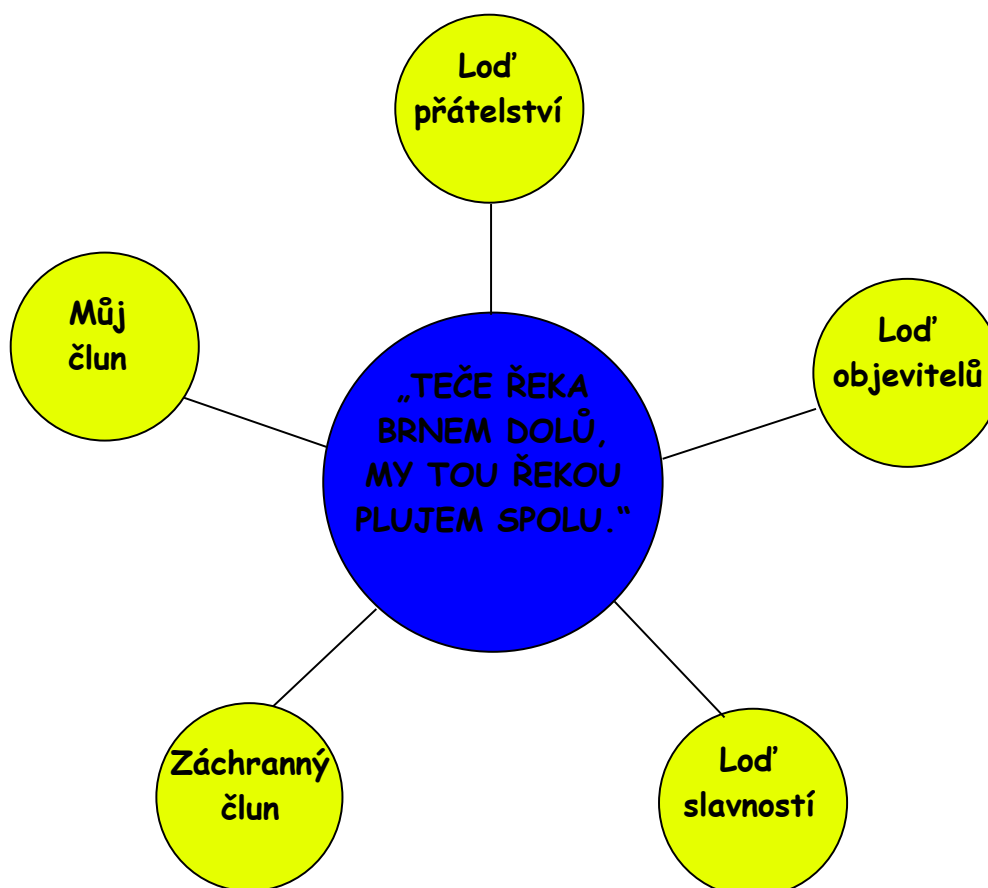 Loď
přátelství
Můj
člun
Loď
objevitelů
„TEČE ŘEKA
BRNEM DOLŮ,
MY TOU ŘEKOU
PLUJEM SPOLU.“
Záchranný
člun
Loď
slavností